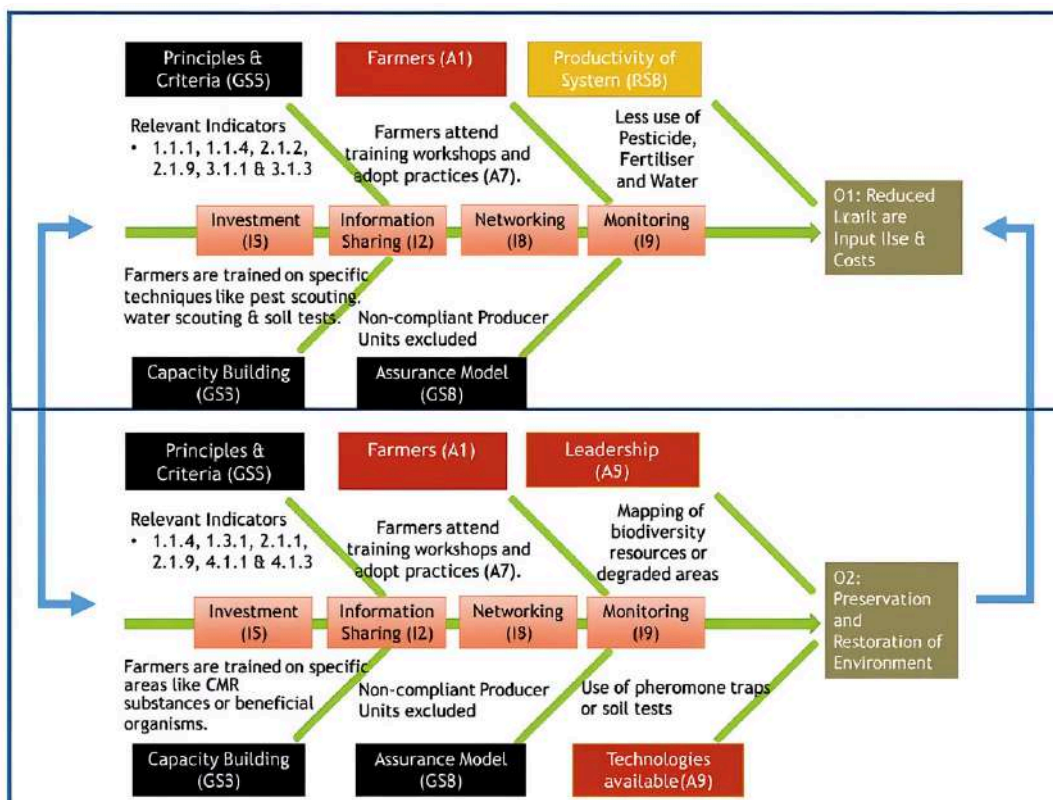 Principles &
Criteria (GS5)
Farmers (A1)
Productivity of
System (RS8)
Relevant Indicators
• 1.1.1, 1.1.4, 2.1.2,
2.1.9, 3.1.1 & 3.1.3
Farmers attend
training workshops and
adopt practices (A7).
Less use of
Pesticide,
Fertiliser
and Water
Investment
(I5)
Information
Sharing (I2)
Networking
(I8)
Monitoring
(I9)
O1: Reduced
are
Input Use &
Costs
Farmers are trained on specific
techniques like pest scouting,
water scouting & soil tests.
Non-compliant Producer
Units excluded
Capacity Building
(GS3)
Assurance Model
(GS8)
Principles &
Criteria (GS5)
Farmers (A1)
Leadership
(A5)
Relevant Indicators
• 1.1.4, 1.3.1, 2.1.1,
2.1.9, 4.1.1 & 4.1.3
Farmers attend
training workshops and
adopt practices (A7).
Mapping of
biodiversity
resources or
degraded areas
Investment
(I5)
Information
Sharing (I2)
Networking
(I8)
Monitoring
(I9)
O2:
Preservation
and
Restoration of
Environment
Farmers are trained on specific
areas like CMR
substances or beneficial
organisms.
Non-compliant Producer
Units excluded
Use of pheromone traps
or soil tests
Capacity Building
(GS3)
Assurance Model
(GS8)
Technologies
available (A9)